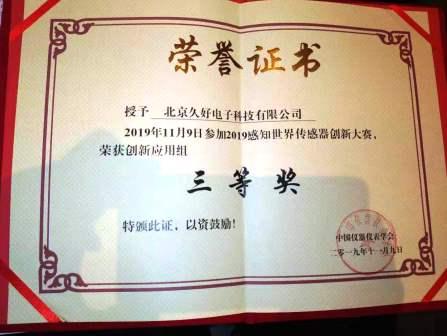 荣誉证书
授予 北京久好电子科技有限公司
2019年11月9日参加2019感知世界传感器创新大赛，
荣获创新应用组
三等奖
特颁此证，以资鼓励！
中国仪器仪表学会
二零一九年十一月九日